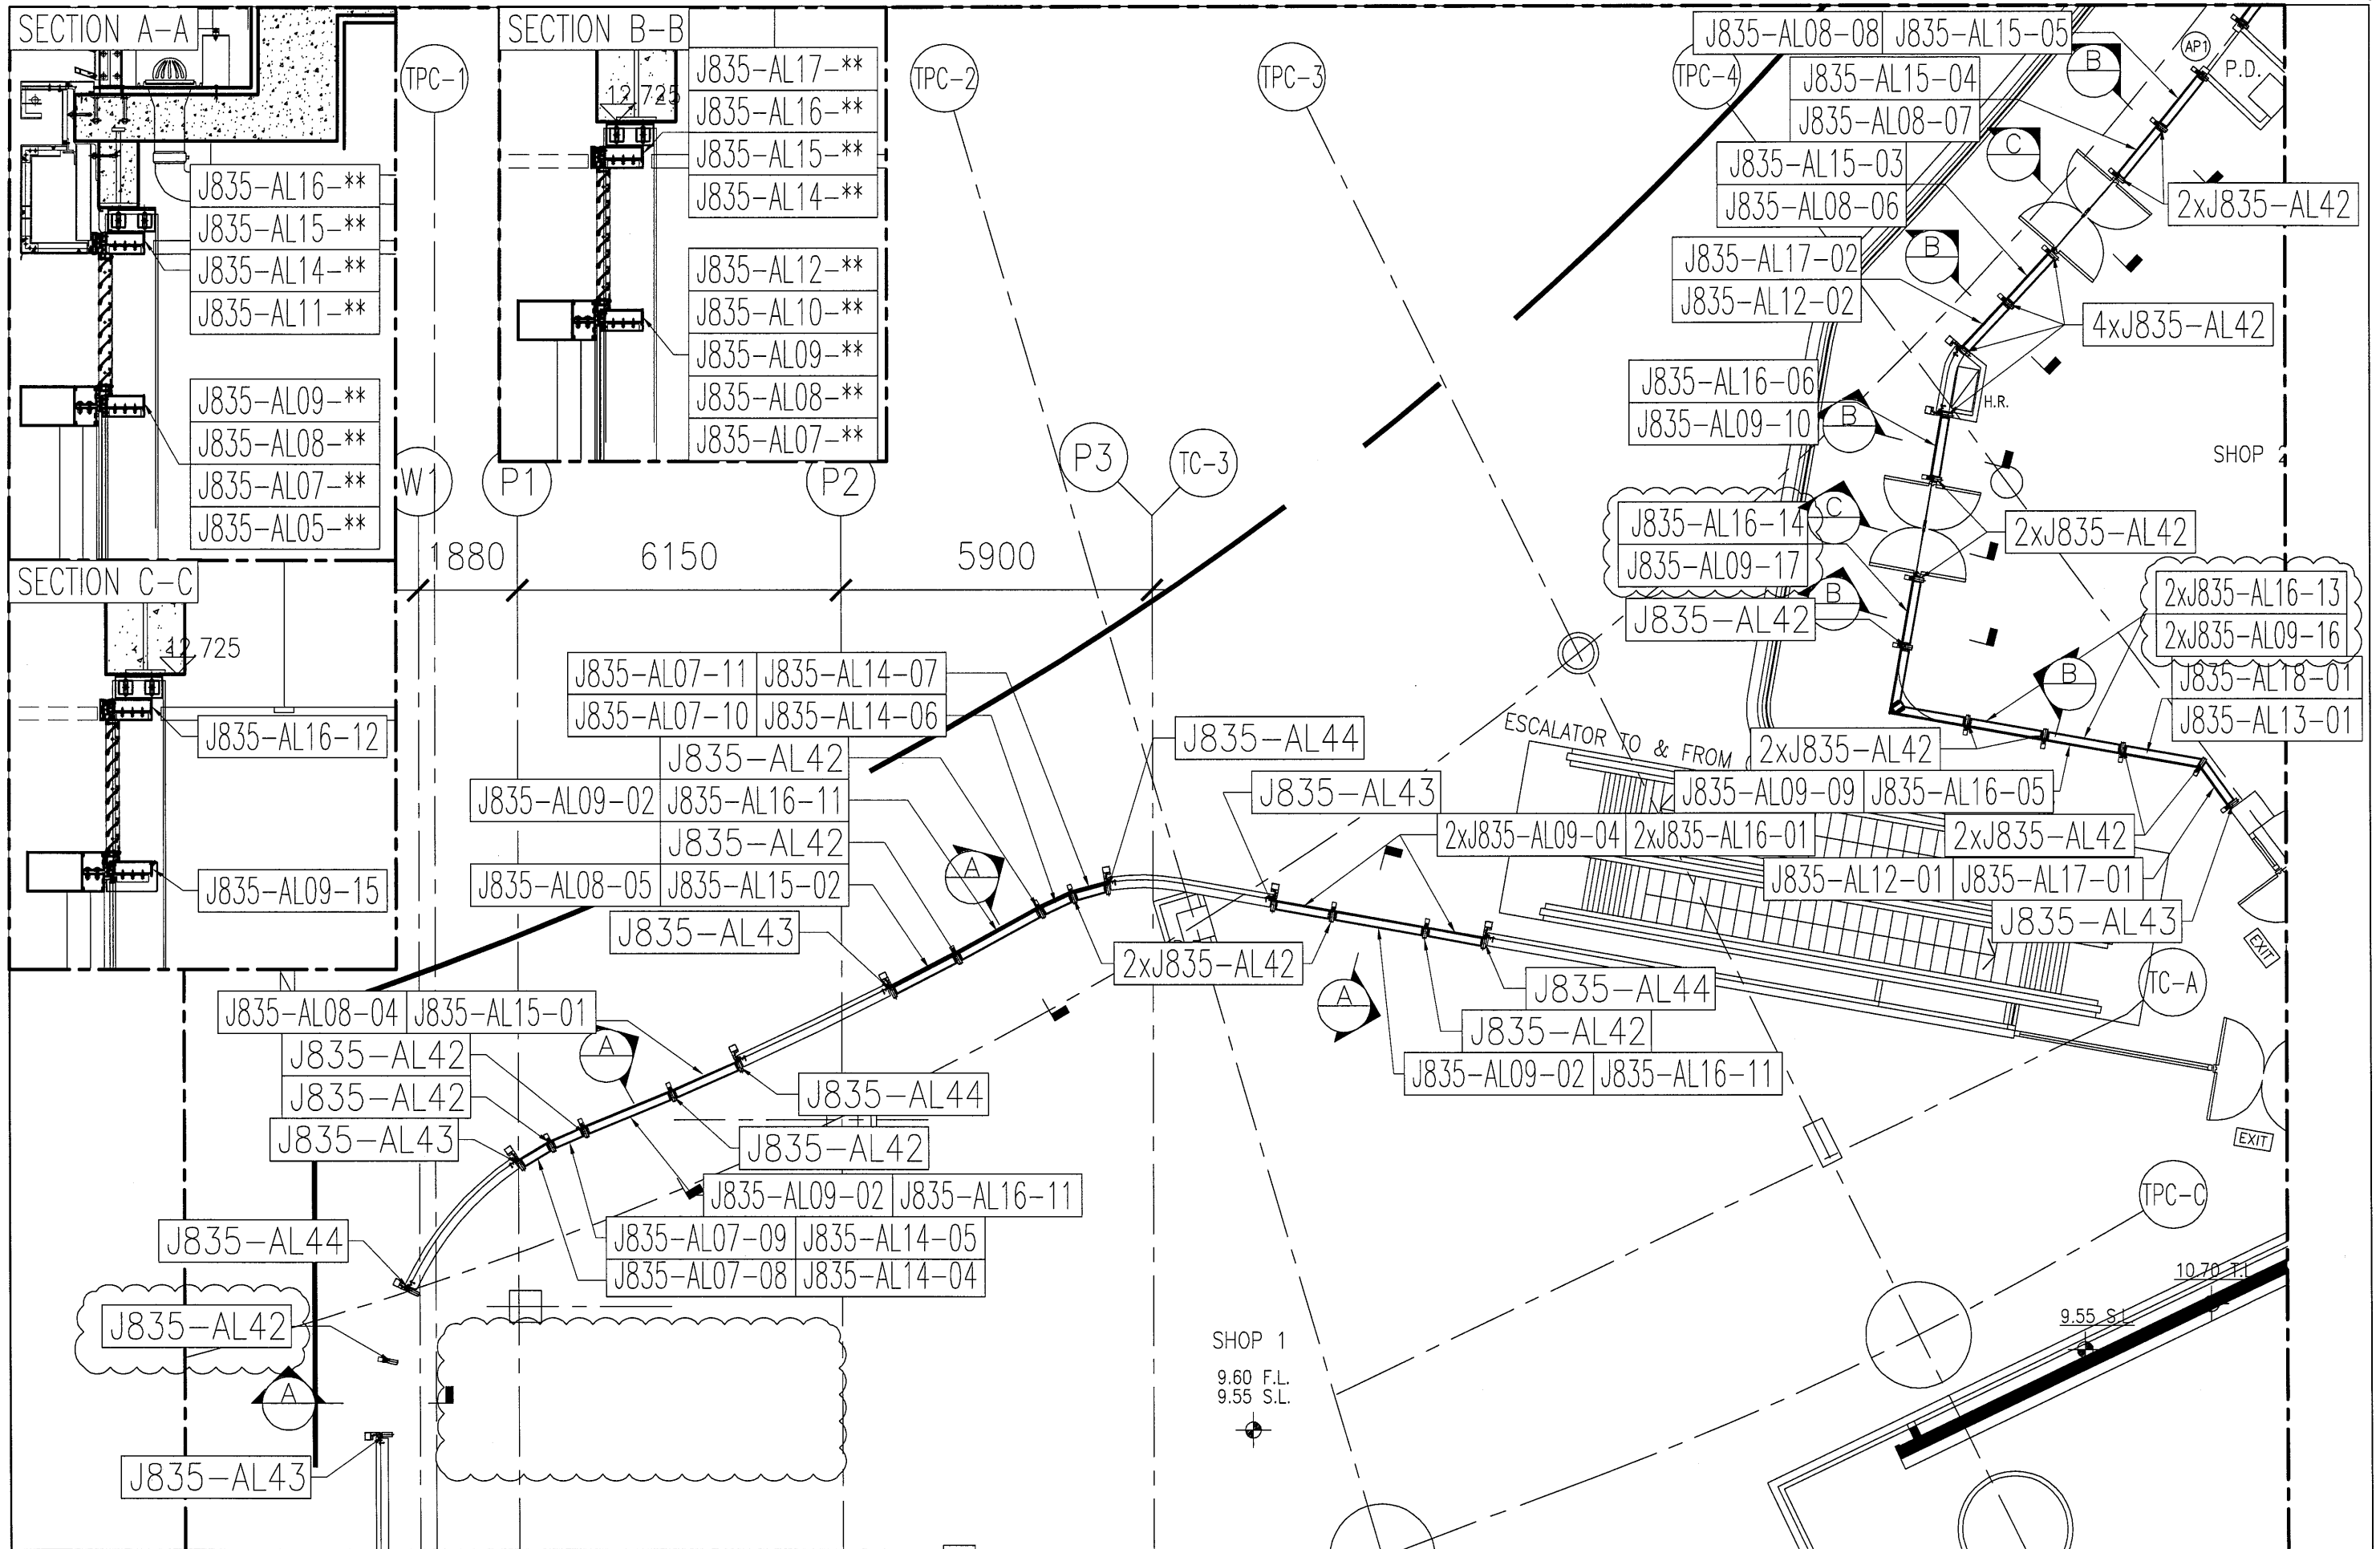 SECTION A-A
J835-AL16-**
J835-AL15-**
J835-AL14-**
J835-AL11-**
J835-AL09-**
J835-AL08-**
J835-AL07-**
J835-AL05-**
SECTION B-B
12.725
J835-AL17-**
J835-AL16-**
J835-AL15-**
J835-AL14-**
J835-AL12-**
J835-AL10-**
J835-AL09-**
J835-AL08-**
J835-AL07-**
SECTION C-C
12.725
J835-AL16-12
J835-AL09-15
TPC-1
TPC-2
TPC-3
TPC-4
W1
P1
P2
P3
TC-3
1880
6150
5900
J835-AL08-08 J835-AL15-05
AP1
P.D.
B
J835-AL15-04
J835-AL08-07
C
J835-AL15-03
J835-AL08-06
2xJ835-AL42
B
J835-AL17-02
J835-AL12-02
4xJ835-AL42
J835-AL16-06
J835-AL09-10
B
H.R.
SHOP 2
J835-AL16-14
J835-AL09-17
C
2xJ835-AL42
J835-AL42
B
2xJ835-AL16-13
2xJ835-AL09-16
J835-AL18-01
J835-AL13-01
B
ESCALATOR TO & FROM
2xJ835-AL42
J835-AL09-09 J835-AL16-05
2xJ835-AL42
J835-AL12-01 J835-AL17-01
J835-AL43
EXIT
J835-AL07-11 J835-AL14-07
J835-AL07-10 J835-AL14-06
J835-AL42
J835-AL09-02 J835-AL16-11
J835-AL42
J835-AL08-05 J835-AL15-02
J835-AL43
A
J835-AL44
J835-AL43
2xJ835-AL09-04 2xJ835-AL16-01
2xJ835-AL42
A
J835-AL44
J835-AL42
J835-AL09-02 J835-AL16-11
TC-A
EXIT
TPC-C
N
J835-AL08-04 J835-AL15-01
J835-AL42
J835-AL42
J835-AL43
A
J835-AL44
J835-AL42
J835-AL09-02 J835-AL16-11
J835-AL07-09 J835-AL14-05
J835-AL07-08 J835-AL14-04
J835-AL44
J835-AL42
A
J835-AL43
SHOP 1
9.60 F.L.
9.55 S.L.
10.70 T.L
9.55 S.L.